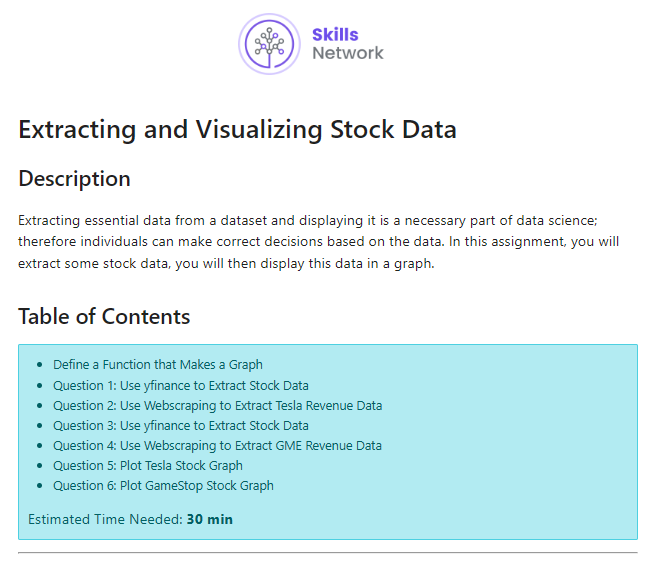 Skills
Network
Extracting and Visualizing Stock Data
Description
Extracting essential data from a dataset and displaying it is a necessary part of data science;
therefore individuals can make correct decisions based on the data. In this assignment, you will
extract some stock data, you will then display this data in a graph.
Table of Contents
• Define a Function that Makes a Graph
• Question 1: Use yfinance to Extract Stock Data
• Question 2: Use Webscraping to Extract Tesla Revenue Data
• Question 3: Use yfinance to Extract Stock Data
• Question 4: Use Webscraping to Extract GME Revenue Data
• Question 5: Plot Tesla Stock Graph
• Question 6: Plot GameStop Stock Graph
Estimated Time Needed: 30 min